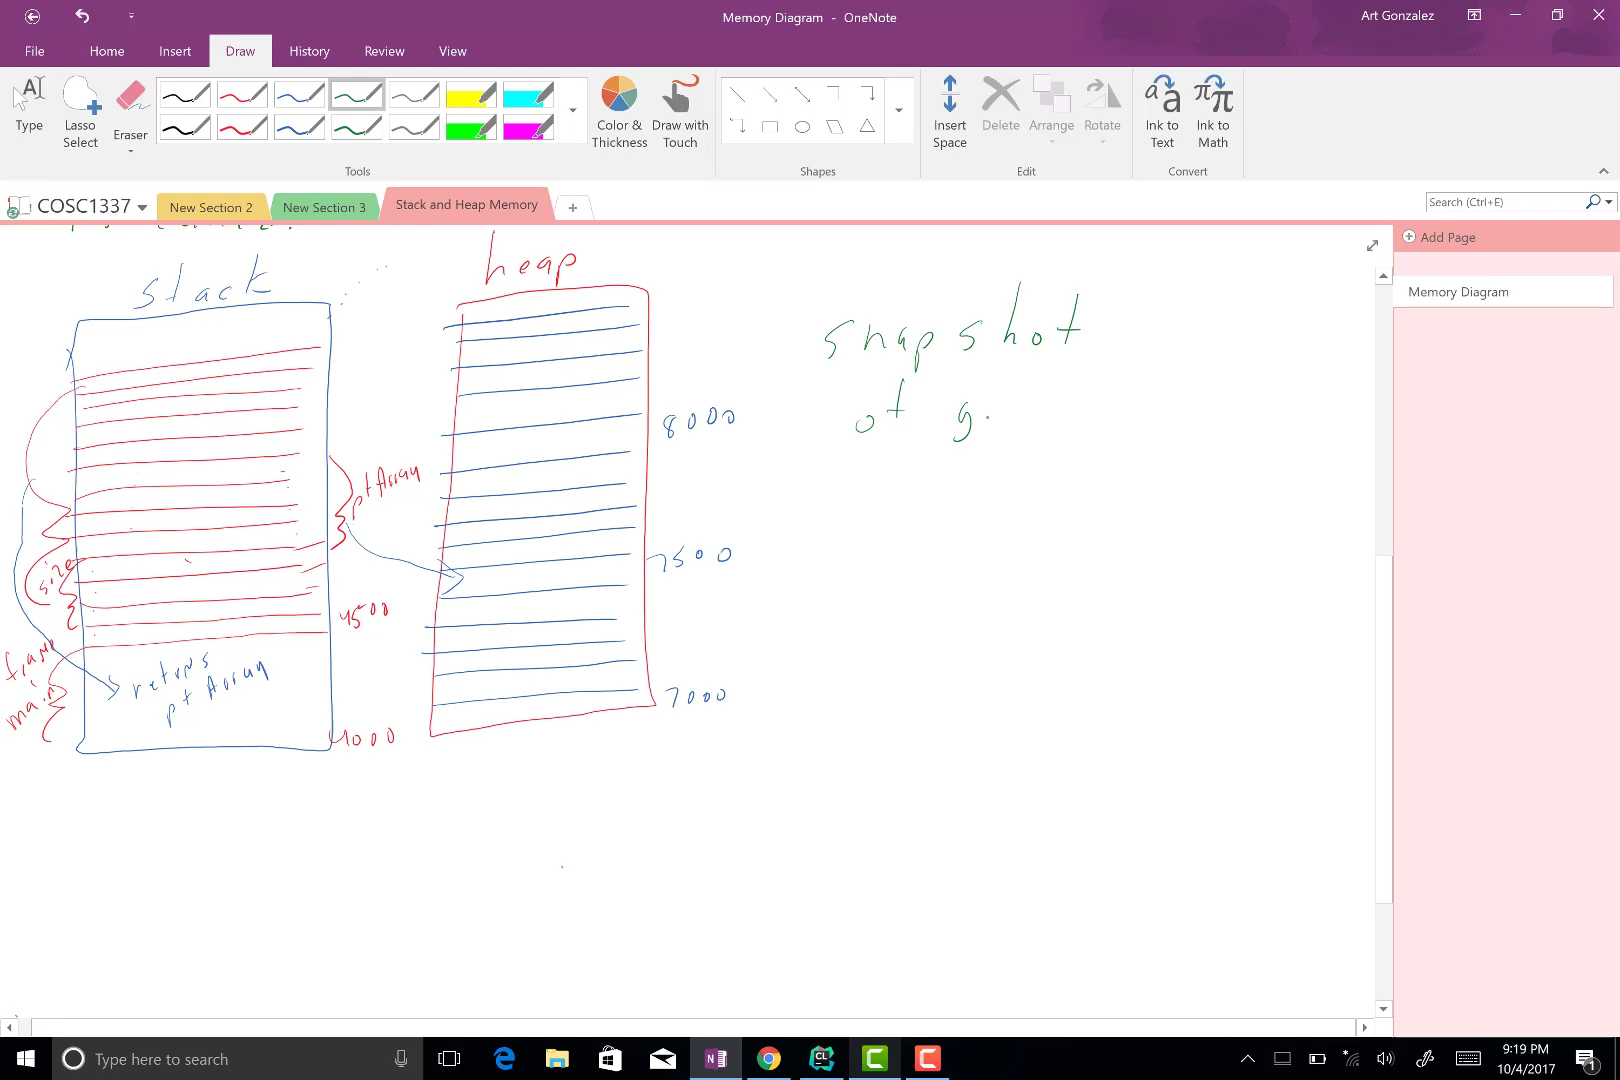 Memory Diagram - OneNote
Art Gonzalez
File
Home
Insert
Draw
History
Review
View
Type
Lasso Select
Eraser
Color & Thickness
Draw with Touch
Insert Space
Delete
Arrange
Rotate
Ink to Text
Ink to Math
Tools
Shapes
Edit
Convert
COSC1337
New Section 2
New Section 3
Stack and Heap Memory
Search (Ctrl+E)
Add Page
Memory Diagram
stack
heap
snapshot
of g
8000
ptArray
7500
size
4500
frame
main
returns
ptArray
7000
4000
Type here to search
9:19 PM
10/4/2017